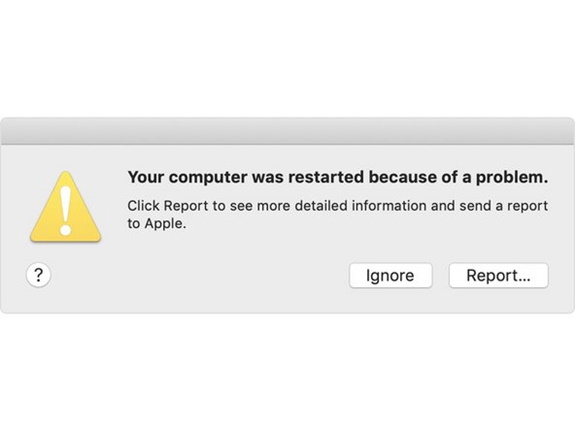 Your computer was restarted because of a problem.
Click Report to see more detailed information and send a report
to Apple.
?
Ignore
Report...